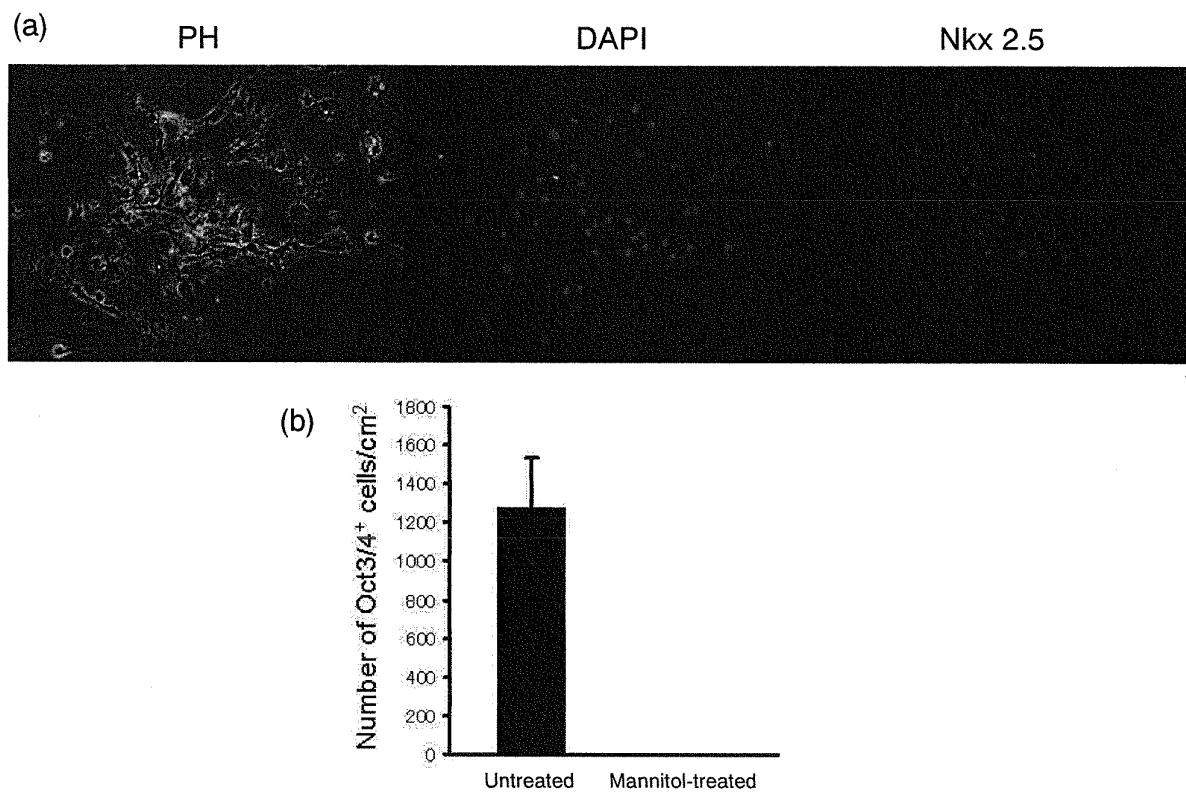 (a)
PH DAPI Nkx 2.5
(b)
Number of Oct3/4⁺ cells/cm²
1800
1600
1400
1200
1000
800
600
400
200
0
Untreated Mannitol-treated